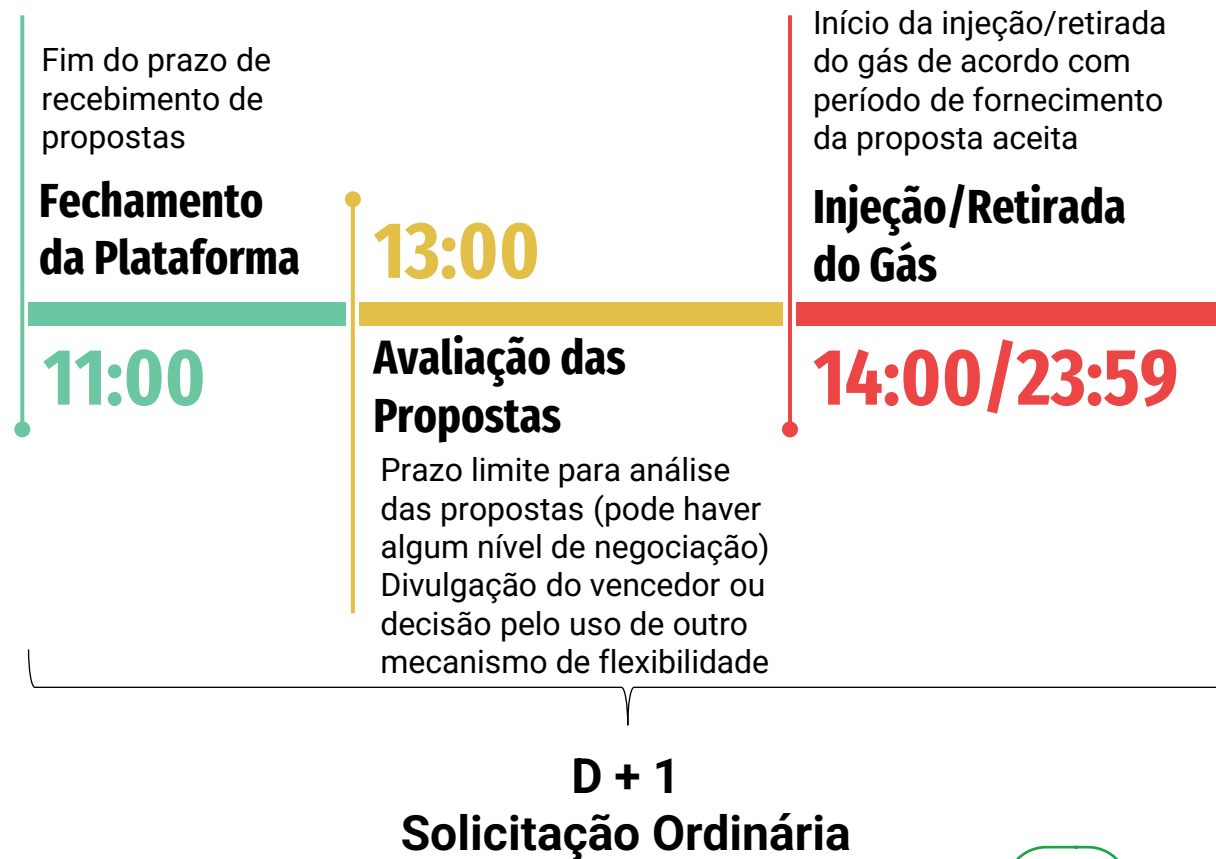 Fim do prazo de
recebimento de
propostas
Fechamento
da Plataforma
11:00
13:00
Avaliação das
Propostas
Prazo limite para análise
das propostas (pode haver
algum nível de negociação)
Divulgação do vencedor ou
decisão pelo uso de outro
mecanismo de flexibilidade
Início da injeção/retirada
do gás de acordo com
período de fornecimento
da proposta aceita
Injeção/Retirada
do Gás
14:00/23:59
D + 1
Solicitação Ordinária